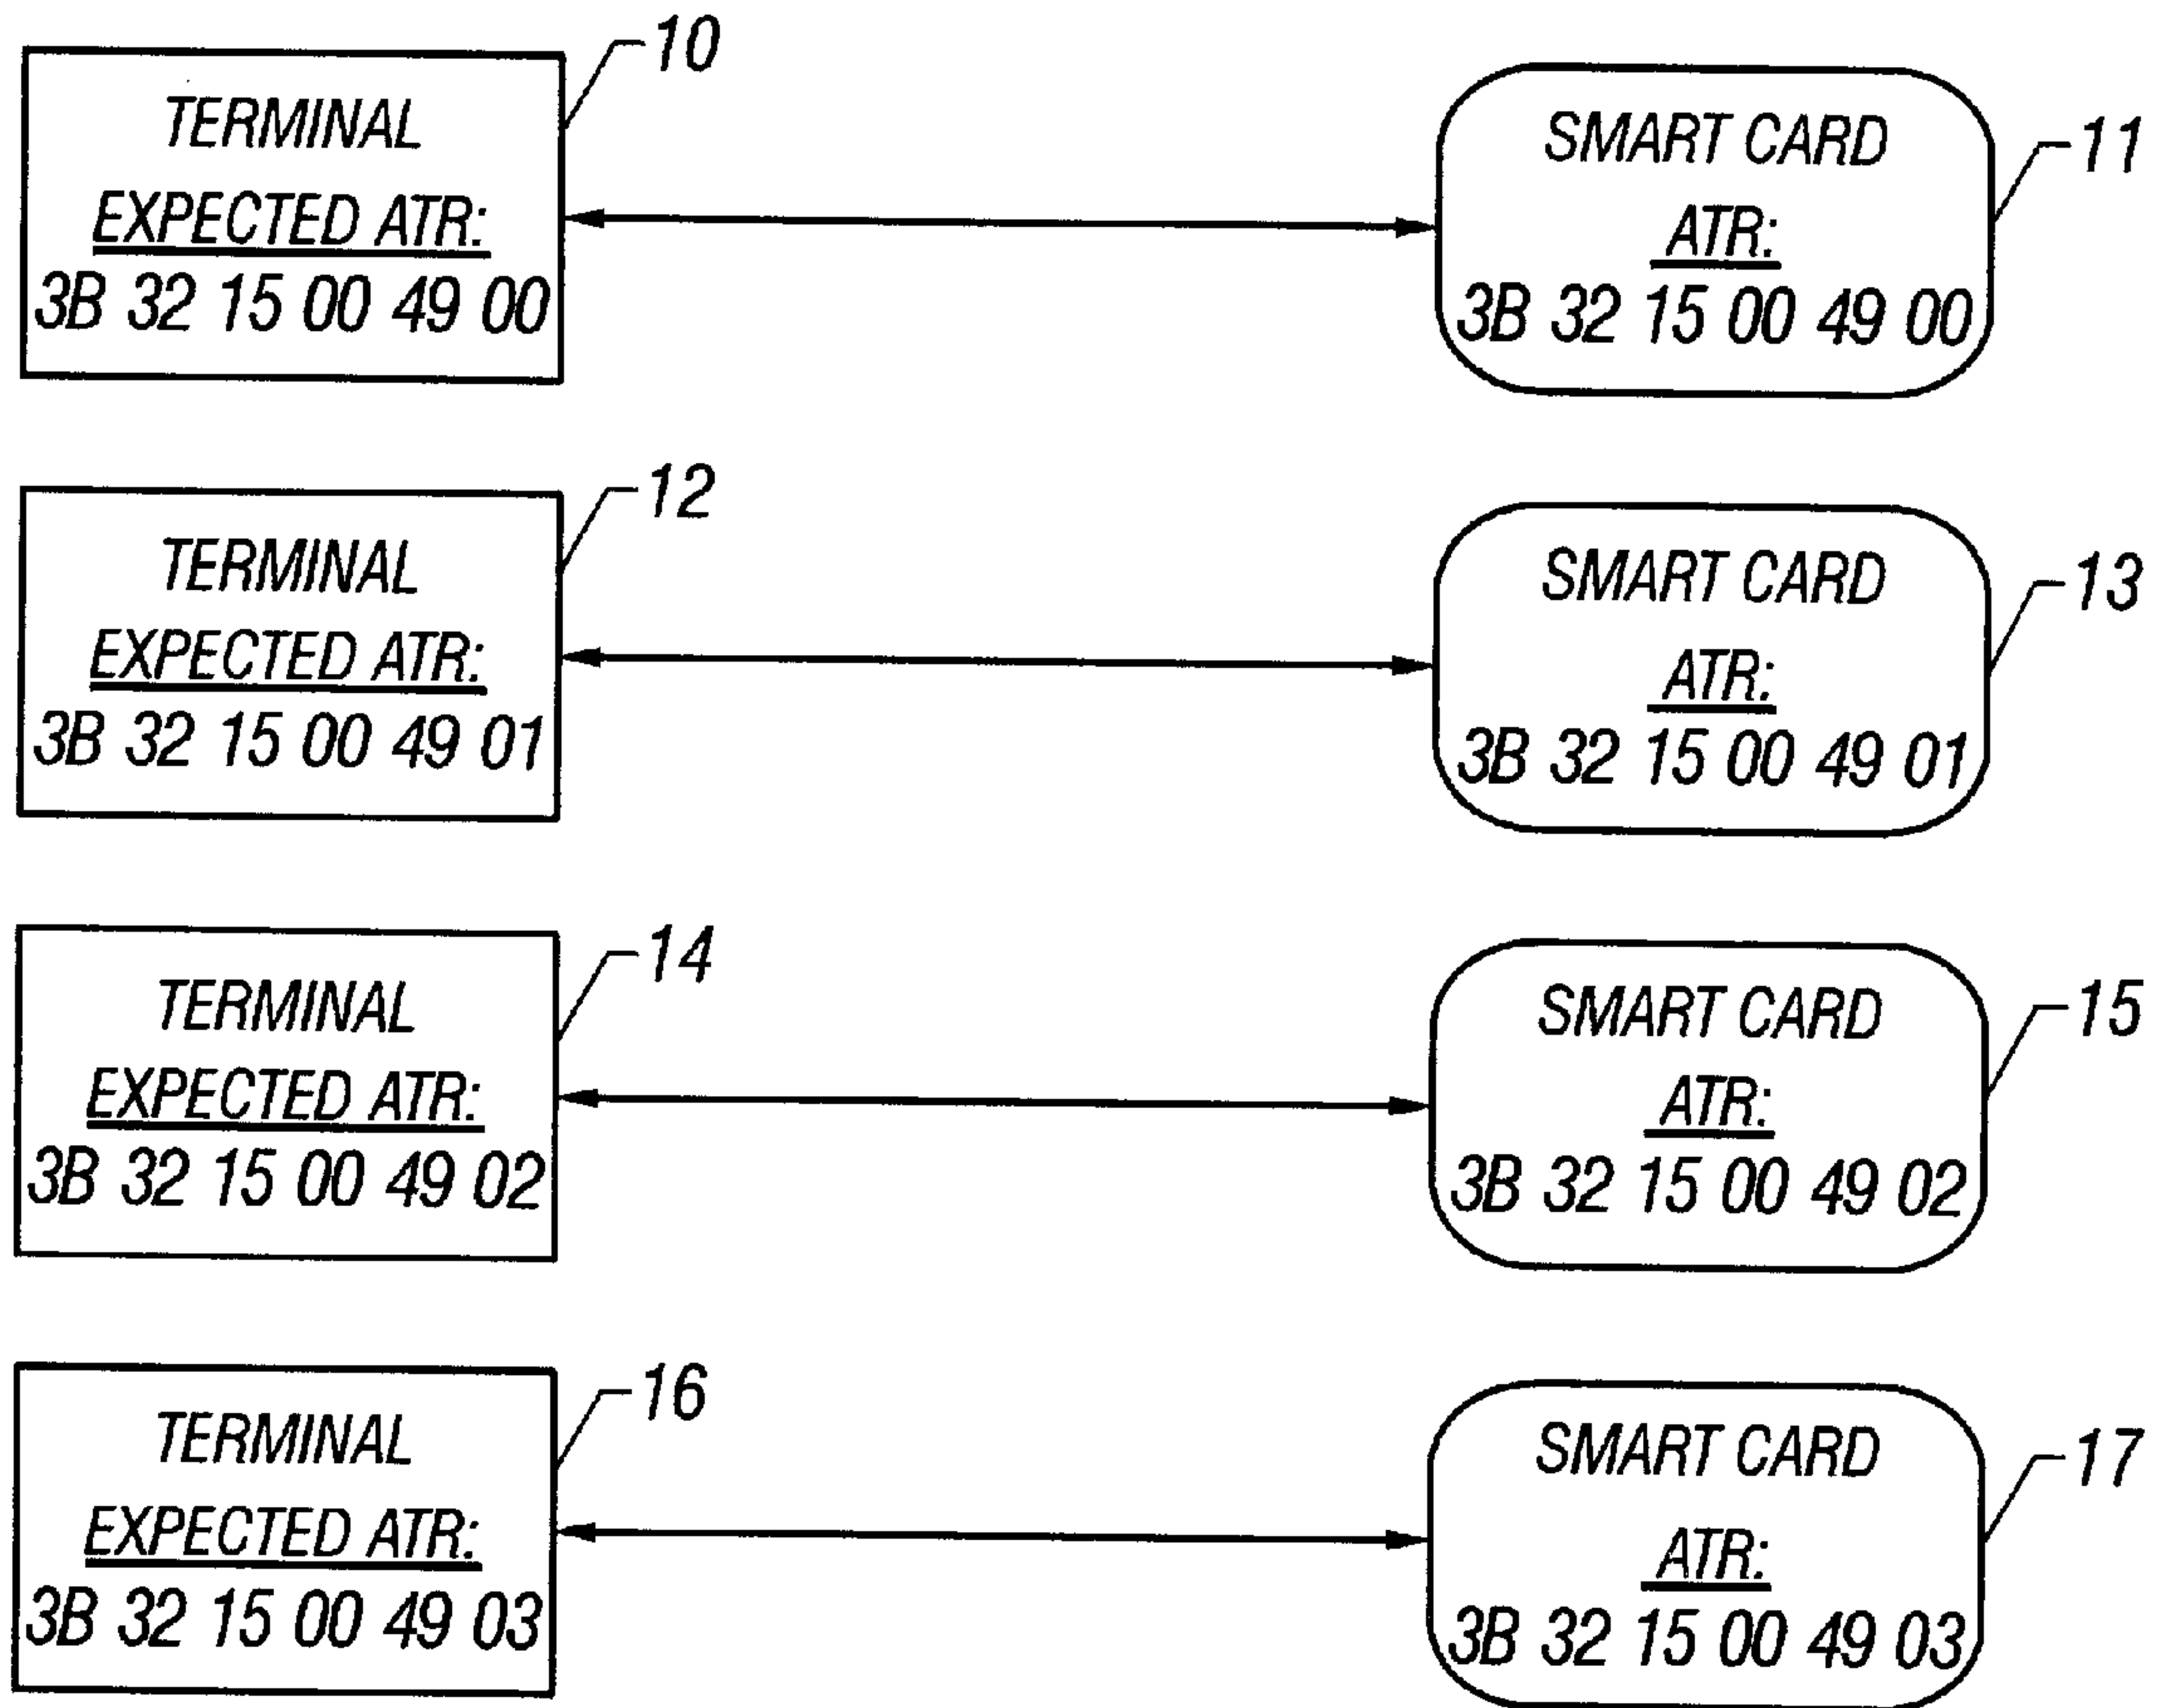 10
TERMINAL
EXPECTED ATR:
3B 32 15 00 49 00
11
SMART CARD
ATR:
3B 32 15 00 49 00
12
TERMINAL
EXPECTED ATR:
3B 32 15 00 49 01
13
SMART CARD
ATR:
3B 32 15 00 49 01
14
TERMINAL
EXPECTED ATR:
3B 32 15 00 49 02
15
SMART CARD
ATR:
3B 32 15 00 49 02
16
TERMINAL
EXPECTED ATR:
3B 32 15 00 49 03
17
SMART CARD
ATR:
3B 32 15 00 49 03